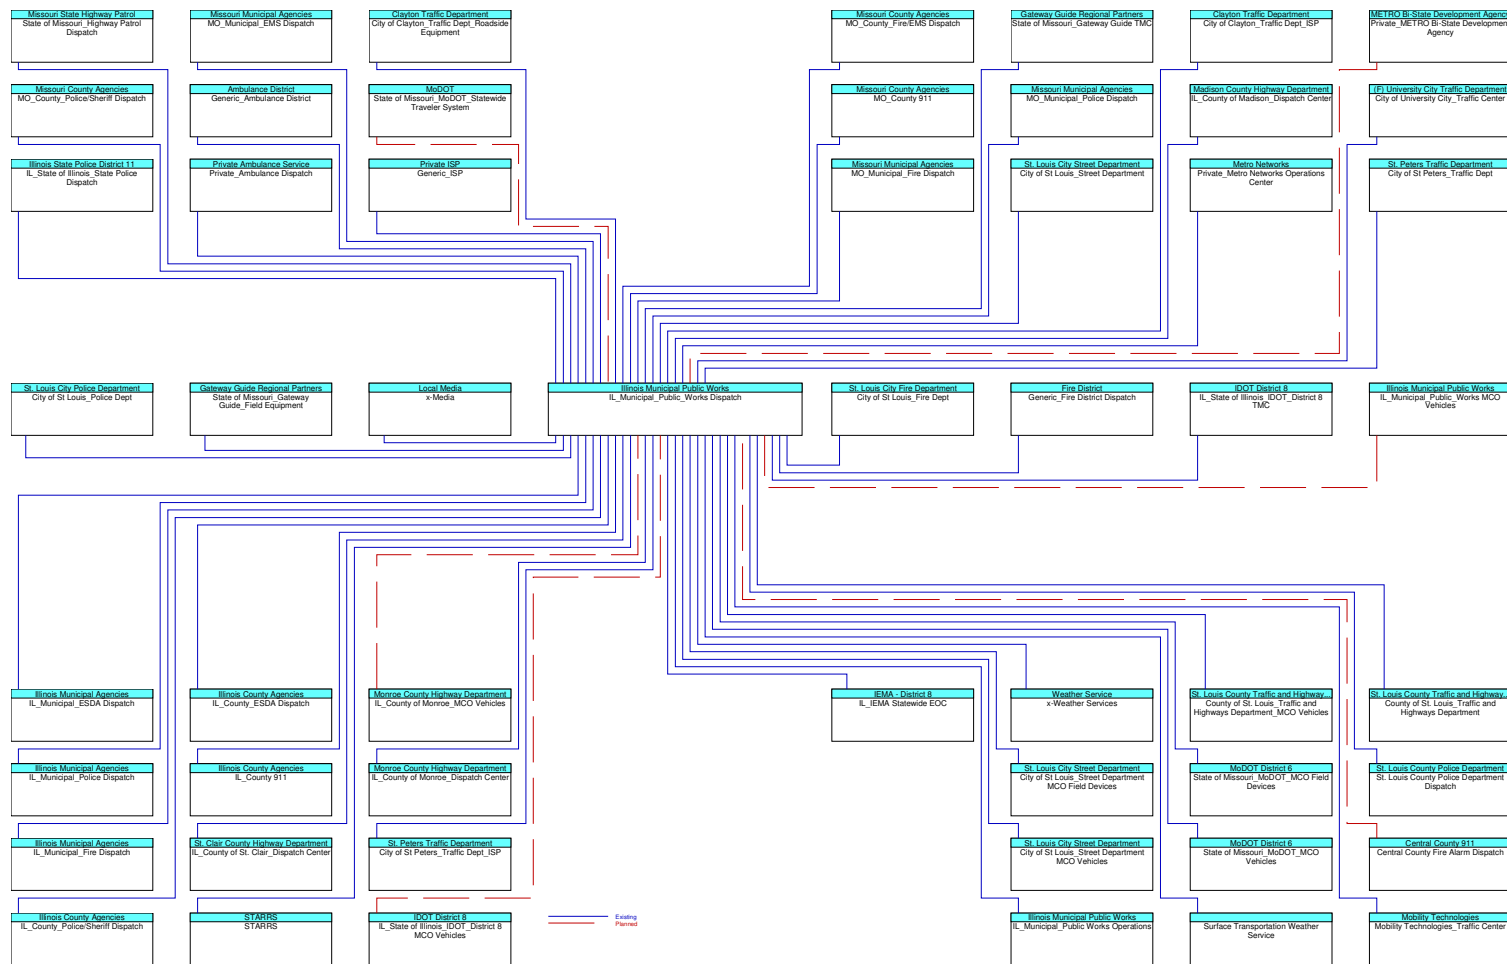 Missouri State Highway Patrol
State of Missouri_Highway Patrol
Dispatch
Missouri Municipal Agencies
MO_Municipal_EMS Dispatch
Clayton Traffic Department
City of Clayton_Traffic Dept_Roadside
Equipment
Missouri County Agencies
MO_County_Fire/EMS Dispatch
Gateway Guide Regional Partners
State of Missouri_Gateway Guide TMC
Clayton Traffic Department
City of Clayton_Traffic Dept_ISP
METRO Bi-State Development Agency
Private_METRO Bi-State Development
Agency
Missouri County Agencies
MO_County_Police/Sheriff Dispatch
Ambulance District
Generic_Ambulance District
MoDOT
State of Missouri_MoDOT_Statewide
Traveler System
Missouri County Agencies
MO_County 911
Missouri Municipal Agencies
MO_Municipal_Police Dispatch
Madison County Highway Department
IL_County of Madison_Dispatch Center
(F) University City Traffic Department
City of University City_Traffic Center
Illinois State Police District 11
IL_State of Illinois_State Police
Dispatch
Private Ambulance Service
Private_Ambulance Dispatch
Private ISP
Generic_ISP
Missouri Municipal Agencies
MO_Municipal_Fire Dispatch
St. Louis City Street Department
City of St Louis_Street Department
Metro Networks
Private_Metro Networks Operations
Center
St. Peters Traffic Department
City of St Peters_Traffic Dept
St. Louis City Police Department
City of St Louis_Police Dept
Gateway Guide Regional Partners
State of Missouri_Gateway
Guide_Field Equipment
Local Media
x-Media
Illinois Municipal Public Works
IL_Municipal_Public_Works Dispatch
St. Louis City Fire Department
City of St Louis_Fire Dept
Fire District
Generic_Fire District Dispatch
IDOT District 8
IL_State of Illinois_IDOT_District 8
TMC
Illinois Municipal Public Works
IL_Municipal_Public_Works MCO
Vehicles
Illinois Municipal Agencies
IL_Municipal_ESDA Dispatch
Illinois County Agencies
IL_County_ESDA Dispatch
Monroe County Highway Department
IL_County of Monroe_MCO Vehicles
IEMA - District 8
IL_IEMA Statewide EOC
Weather Service
x-Weather Services
St. Louis County Traffic and Highway...
County of St. Louis_Traffic and
Highways Department_MCO Vehicles
St. Louis County Traffic and Highway...
County of St. Louis_Traffic and
Highways Department
Illinois Municipal Agencies
IL_Municipal_Police Dispatch
Illinois County Agencies
IL_County 911
Monroe County Highway Department
IL_County of Monroe_Dispatch Center
St. Louis City Street Department
City of St Louis_Street Department
MCO Field Devices
MoDOT District 6
State of Missouri_MoDOT_MCO Field
Devices
St. Louis County Police Department
St. Louis County Police Department
Dispatch
Illinois Municipal Agencies
IL_Municipal_Fire Dispatch
St. Clair County Highway Department
IL_County of St. Clair_Dispatch Center
St. Peters Traffic Department
City of St Peters_Traffic Dept_ISP
St. Louis City Street Department
City of St Louis_Street Department
MCO Vehicles
MoDOT District 6
State of Missouri_MoDOT_MCO
Vehicles
Central County 911
Central County Fire Alarm Dispatch
Illinois County Agencies
IL_County_Police/Sheriff Dispatch
STARRS
STARRS
IDOT District 8
IL_State of Illinois_IDOT_District 8
MCO Vehicles
Existing
Planned
Illinois Municipal Public Works
IL_Municipal_Public Works Operations
Surface Transportation Weather
Service
Mobility Technologies
Mobility Technologies_Traffic Center